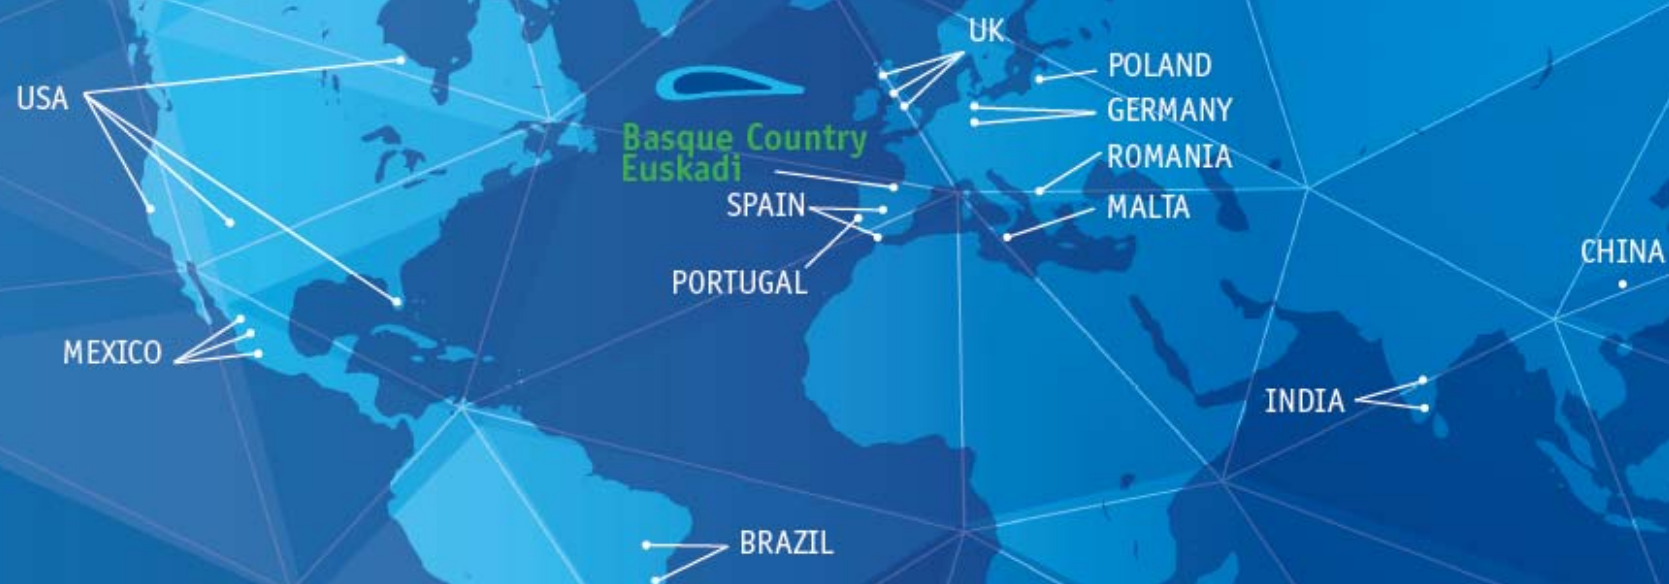 UK
POLAND
USA
GERMANY
Basque Country
Euskadi
ROMANIA
SPAIN
MALTA
CHINA
PORTUGAL
MEXICO
INDIA
BRAZIL